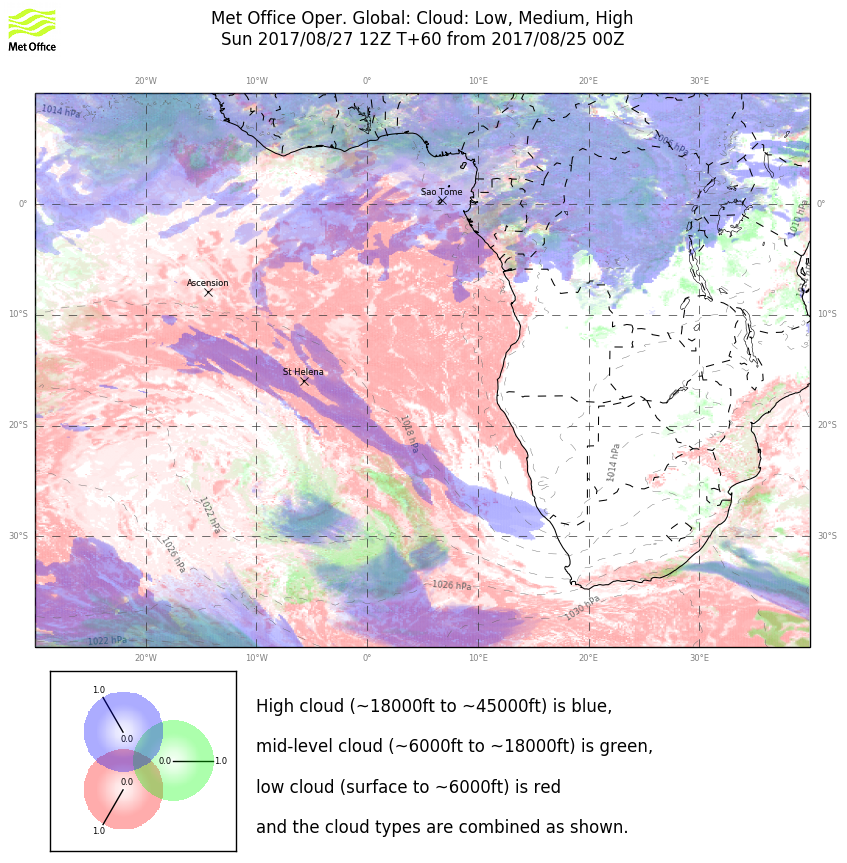 Met Office
Met Office Oper. Global: Cloud: Low, Medium, High
Sun 2017/08/27 12Z T+60 from 2017/08/25 00Z
20°W 10°W 0° 10°E 20°E 30°E
1014 hPa
Sao Tome
0° 0°
1010 hPa
Ascension
10°S 10°S
St Helena
20°S 1018 hPa 20°S
1014 hPa
1022 hPa
30°S 30°S
1026 hPa
1026 hPa
1030 hPa
1022 hPa
20°W 10°W 0° 10°E 20°E 30°E
1.0
0.0
0.0 1.0
0.0
1.0
High cloud (~18000ft to ~45000ft) is blue,
mid-level cloud (~6000ft to ~18000ft) is green,
low cloud (surface to ~6000ft) is red
and the cloud types are combined as shown.